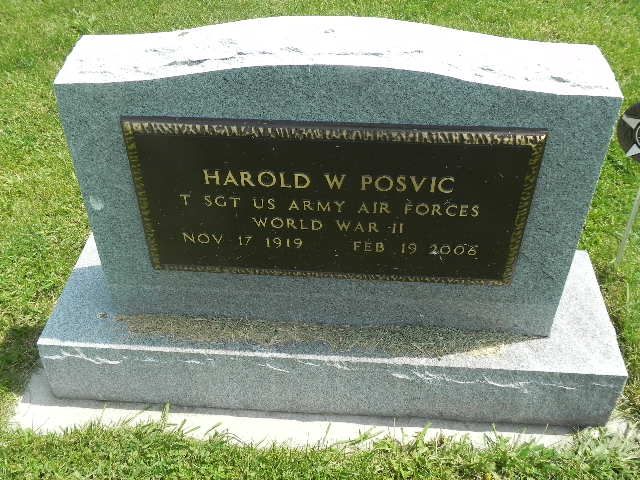 HAROLD W POSVIC
T SGT US ARMY AIR FORCES
WORLD WAR II
NOV 17 1919 FEB 19 2006